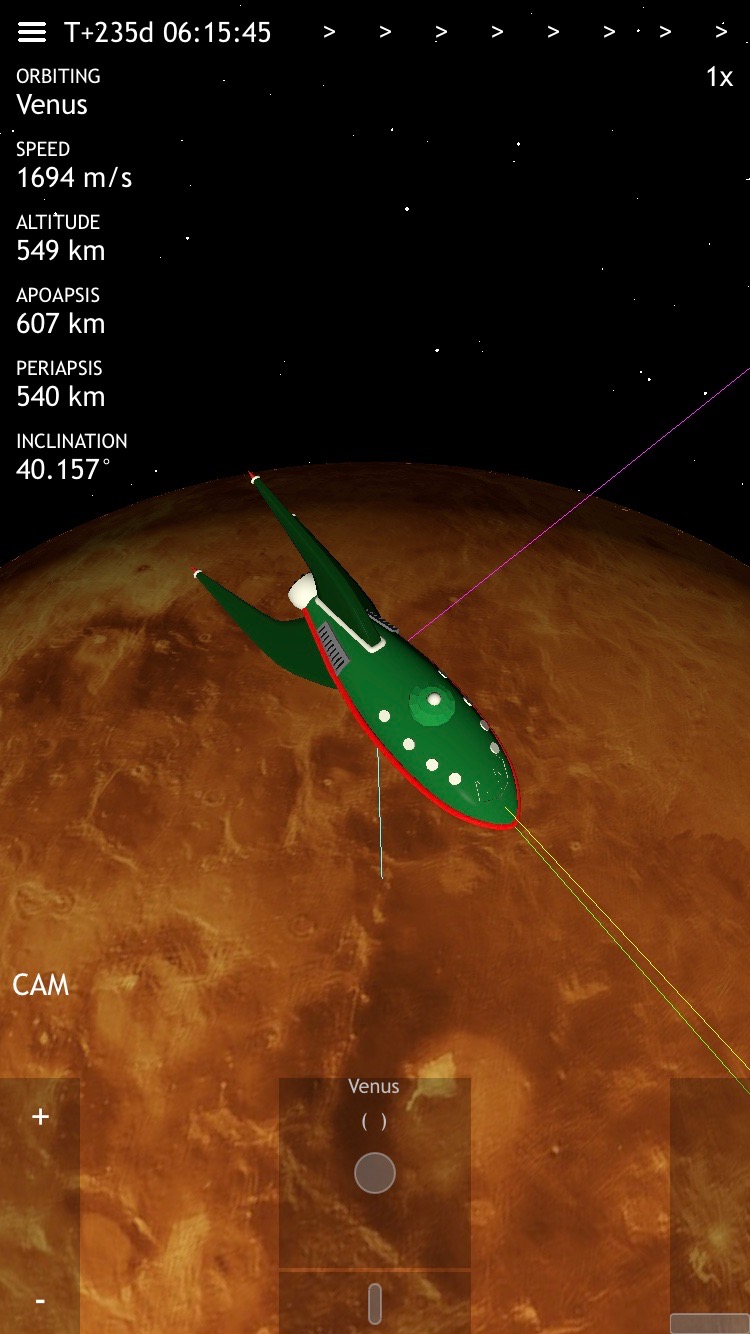 T+235d 06:15:45 > > > > > > > >
ORBITING
1x
Venus
SPEED
1694 m/s
ALTITUDE
549 km
APOAPSIS
607 km
PERIAPSIS
540 km
INCLINATION
40.157°
CAM
Venus
+
( )
-